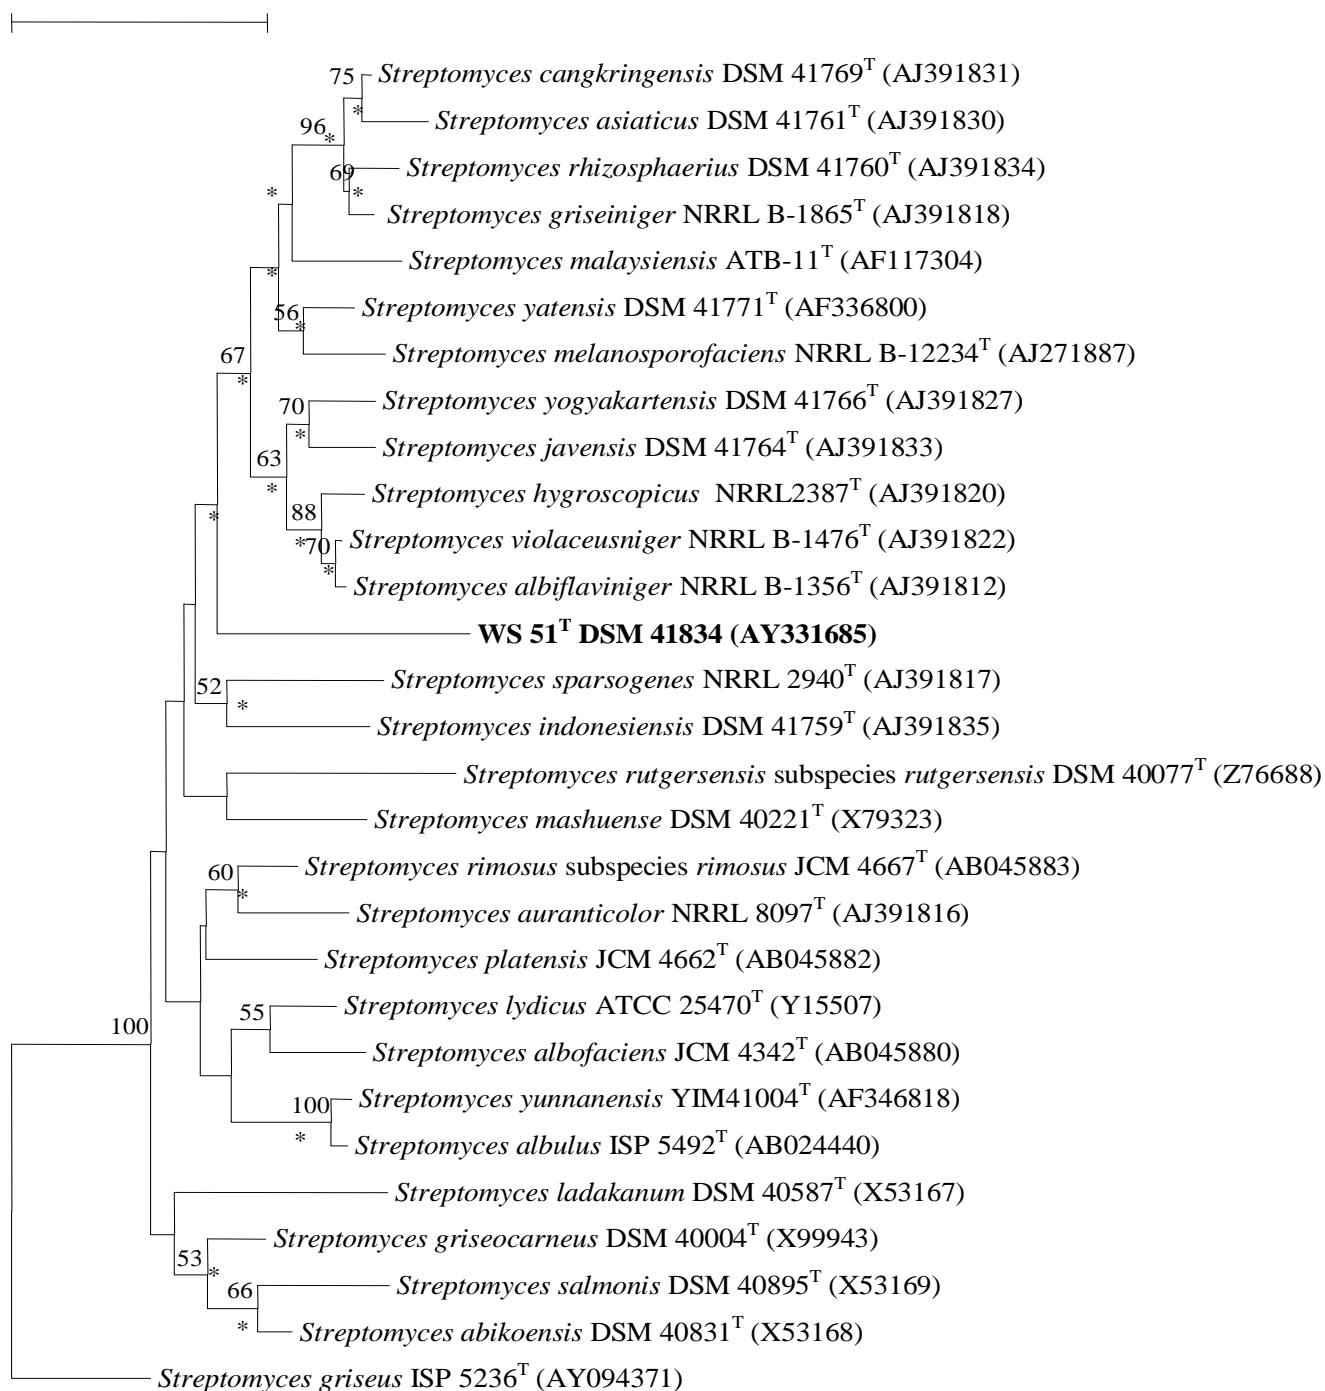 75 Streptomyces cangkringensis DSM 41769T (AJ391831)
*
Streptomyces asiaticus DSM 41761T (AJ391830)
96
*
Streptomyces rhizosphaerius DSM 41760T (AJ391834)
69
*
*
Streptomyces griseiniger NRRL B-1865T (AJ391818)
Streptomyces malaysiensis ATB-11T (AF117304)
*
Streptomyces yatensis DSM 41771T (AF336800)
56
*
Streptomyces melanosporofaciens NRRL B-12234T (AJ271887)
67
*
Streptomyces yogyakartensis DSM 41766T (AJ391827)
70
*
Streptomyces javensis DSM 41764T (AJ391833)
63
*
Streptomyces hygroscopicus NRRL2387T (AJ391820)
88
*
*
Streptomyces violaceusniger NRRL B-1476T (AJ391822)
70
*
Streptomyces albiflaviniger NRRL B-1356T (AJ391812)
WS 51T DSM 41834 (AY331685)
Streptomyces sparsogenes NRRL 2940T (AJ391817)
52
*
Streptomyces indonesiensis DSM 41759T (AJ391835)
Streptomyces rutgersensis subspecies rutgersensis DSM 40077T (Z76688)
Streptomyces mashuense DSM 40221T (X79323)
Streptomyces rimosus subspecies rimosus JCM 4667T (AB045883)
60
*
Streptomyces auranticolor NRRL 8097T (AJ391816)
Streptomyces platensis JCM 4662T (AB045882)
Streptomyces lydicus ATCC 25470T (Y15507)
55
100
Streptomyces albofaciens JCM 4342T (AB045880)
Streptomyces yunnanensis YIM41004T (AF346818)
100
*
Streptomyces albulus ISP 5492T (AB024440)
Streptomyces ladakanum DSM 40587T (X53167)
Streptomyces griseocarneus DSM 40004T (X99943)
53
*
Streptomyces salmonis DSM 40895T (X53169)
66
*
Streptomyces abikoensis DSM 40831T (X53168)
Streptomyces griseus ISP 5236T (AY094371)